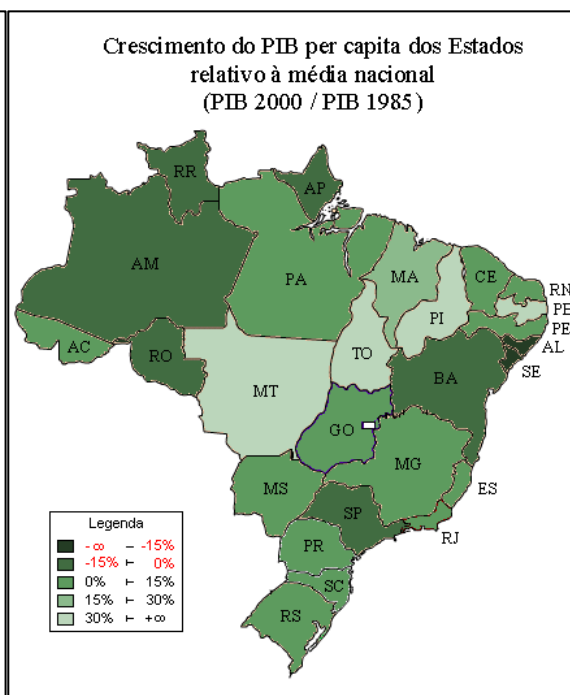 Crescimento do PIB per capita dos Estados
relativo à média nacional
(PIB 2000 / PIB 1985)
RR
AP
AM
PA
MA
CE
RN
PB
PE
AL
SE
PI
AC
RO
TO
BA
MT
GO
MG
ES
MS
SP
RJ
PR
SC
RS
Legenda
-∞ – -15%
-15% ⊢ 0%
0% ⊢ 15%
15% ⊢ 30%
30% ⊢ +∞